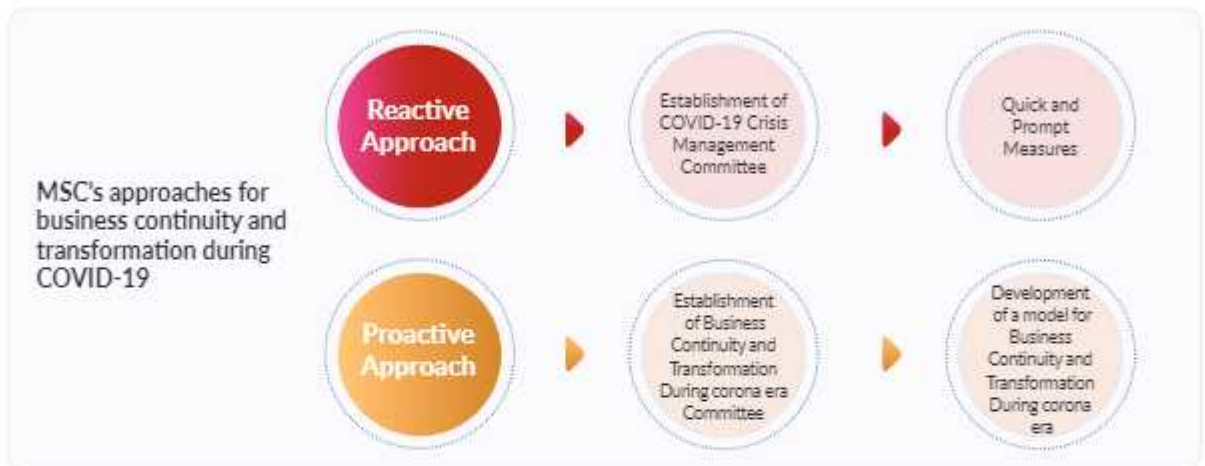 MSC's approaches for
business continuity and
transformation during
COVID-19
Reactive
Approach
Establishment of
COVID-19 Crisis
Management
Committee
Quick and
Prompt
Measures
Proactive
Approach
Establishment
of Business
Continuity and
Transformation
During corona era
Committee
Development
of a model for
Business
Continuity and
Transformation
During corona
era